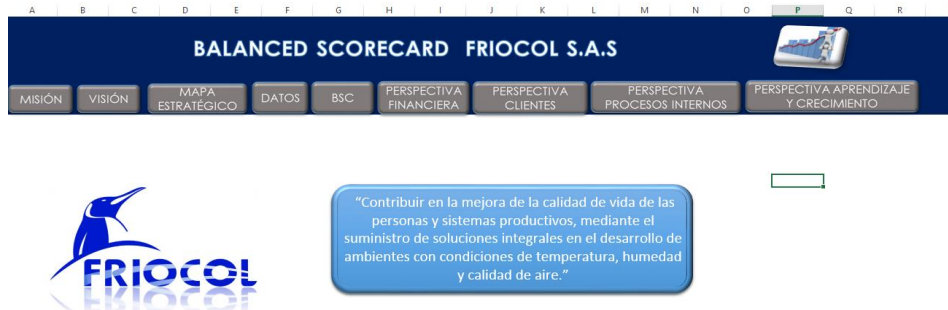 A B C D E F G H I J K L M N O P Q R
BALANCED SCORECARD FRIOCOL S.A.S
MISIÓN
VISIÓN
MAPA
ESTRATÉGICO
DATOS
BSC
PERSPECTIVA
FINANCIERA
PERSPECTIVA
CLIENTES
PERSPECTIVA
PROCESOS INTERNOS
PERSPECTIVA APRENDIZAJE
Y CRECIMIENTO
FRIOCOL
“Contribuir en la mejora de la calidad de vida de las
personas y sistemas productivos, mediante el
suministro de soluciones integrales en el desarrollo de
ambientes con condiciones de temperatura, humedad
y calidad de aire.”